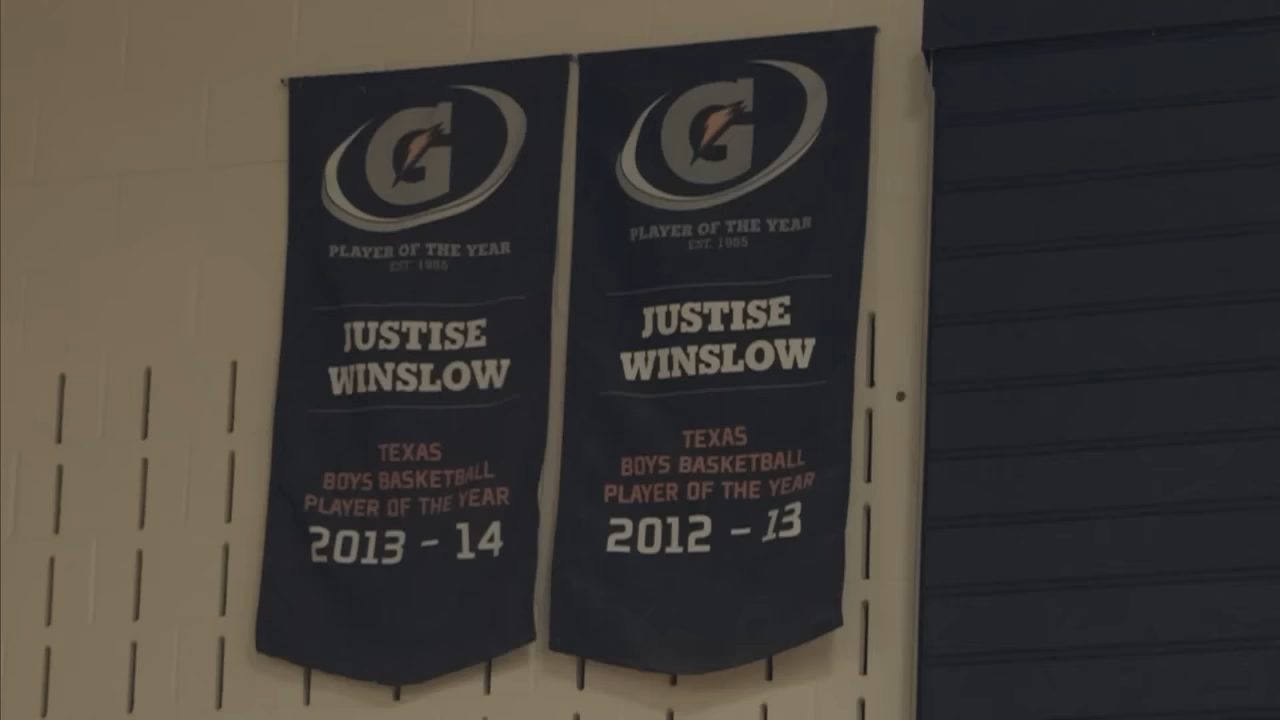 G
PLAYER OF THE YEAR
EST. 1985
JUSTISE
WINSLOW
TEXAS
BOYS BASKETBALL
PLAYER OF THE YEAR
2013 - 14
G
PLAYER OF THE YEAR
EST. 1985
JUSTISE
WINSLOW
TEXAS
BOYS BASKETBALL
PLAYER OF THE YEAR
2012 - 13